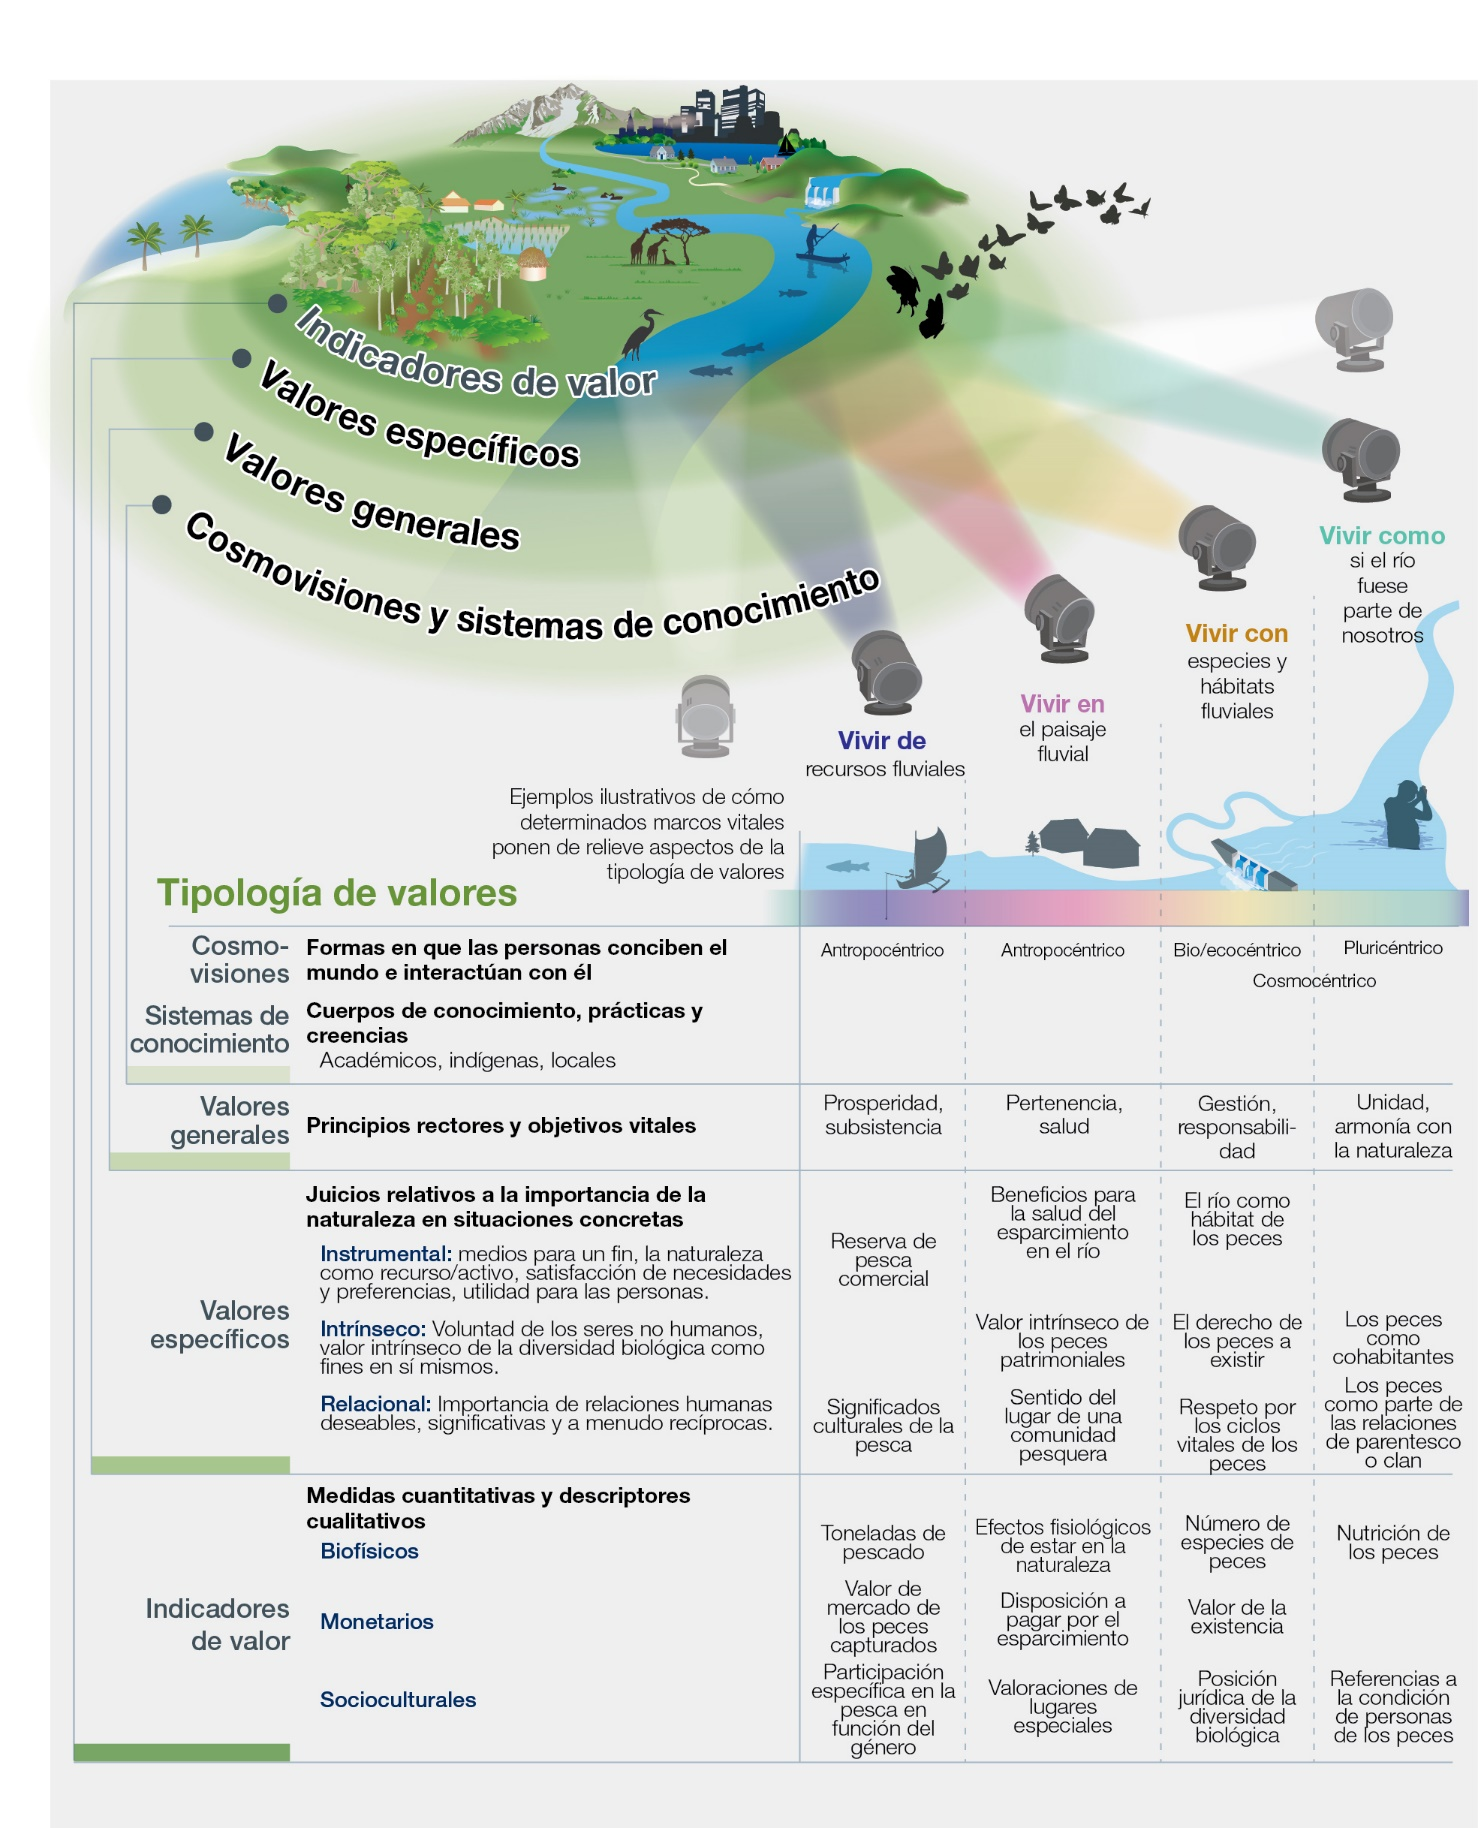 Indicadores de valor
Valores específicos
Valores generales
Cosmovisiones y sistemas de conocimiento
Vivir como
si el río
fuese
parte de
nosotros
Vivir con
especies y
hábitats
fluviales
Vivir en
el paisaje
fluvial
Vivir de
recursos fluviales
Ejemplos ilustrativos de cómo
determinados marcos vitales
ponen de relieve aspectos de la
tipología de valores
Tipología de valores
Cosmo-
visiones
Formas en que las personas conciben el
mundo e interactúan con él
Antropocéntrico
Antropocéntrico
Bio/ecocéntrico
Pluricéntrico
Cosmocéntrico
Sistemas de
conocimiento
Cuerpos de conocimiento, prácticas y
creencias
Académicos, indígenas, locales
Valores
generales
Principios rectores y objetivos vitales
Prosperidad,
subsistencia
Pertenencia,
salud
Gestión,
responsabili-
dad
Unidad,
armonía con
la naturaleza
Valores
específicos
Juicios relativos a la importancia de la
naturaleza en situaciones concretas
Instrumental: medios para un fin, la naturaleza
como recurso/activo, satisfacción de necesidades
y preferencias, utilidad para las personas.
Reserva de
pesca
comercial
Beneficios para
la salud del
esparcimiento
en el río
El río como
hábitat de
los peces
Intrínseco: Voluntad de los seres no humanos,
valor intrínseco de la diversidad biológica como
fines en sí mismos.
Valor intrínseco de
los peces
patrimoniales
El derecho de
los peces a
existir
Los peces
como
cohabitantes
Relacional: Importancia de relaciones humanas
deseables, significativas y a menudo recíprocas.
Significados
culturales de la
pesca
Sentido del
lugar de una
comunidad
pesquera
Respeto por
los ciclos
vitales de los
peces
Los peces
como parte de
las relaciones
de parentesco
o clan
Indicadores
de valor
Medidas cuantitativas y descriptores
cualitativos
Biofísicos
Toneladas de
pescado
Efectos fisiológicos
de estar en la
naturaleza
Número de
especies de
peces
Nutrición de
los peces
Monetarios
Valor de
mercado de
los peces
capturados
Disposición a
pagar por el
esparcimiento
Valor de la
existencia
Socioculturales
Participación
específica en la
pesca en
función del
género
Valoraciones de
lugares
especiales
Posición
jurídica de la
diversidad
biológica
Referencias a
la condición
de personas
de los peces